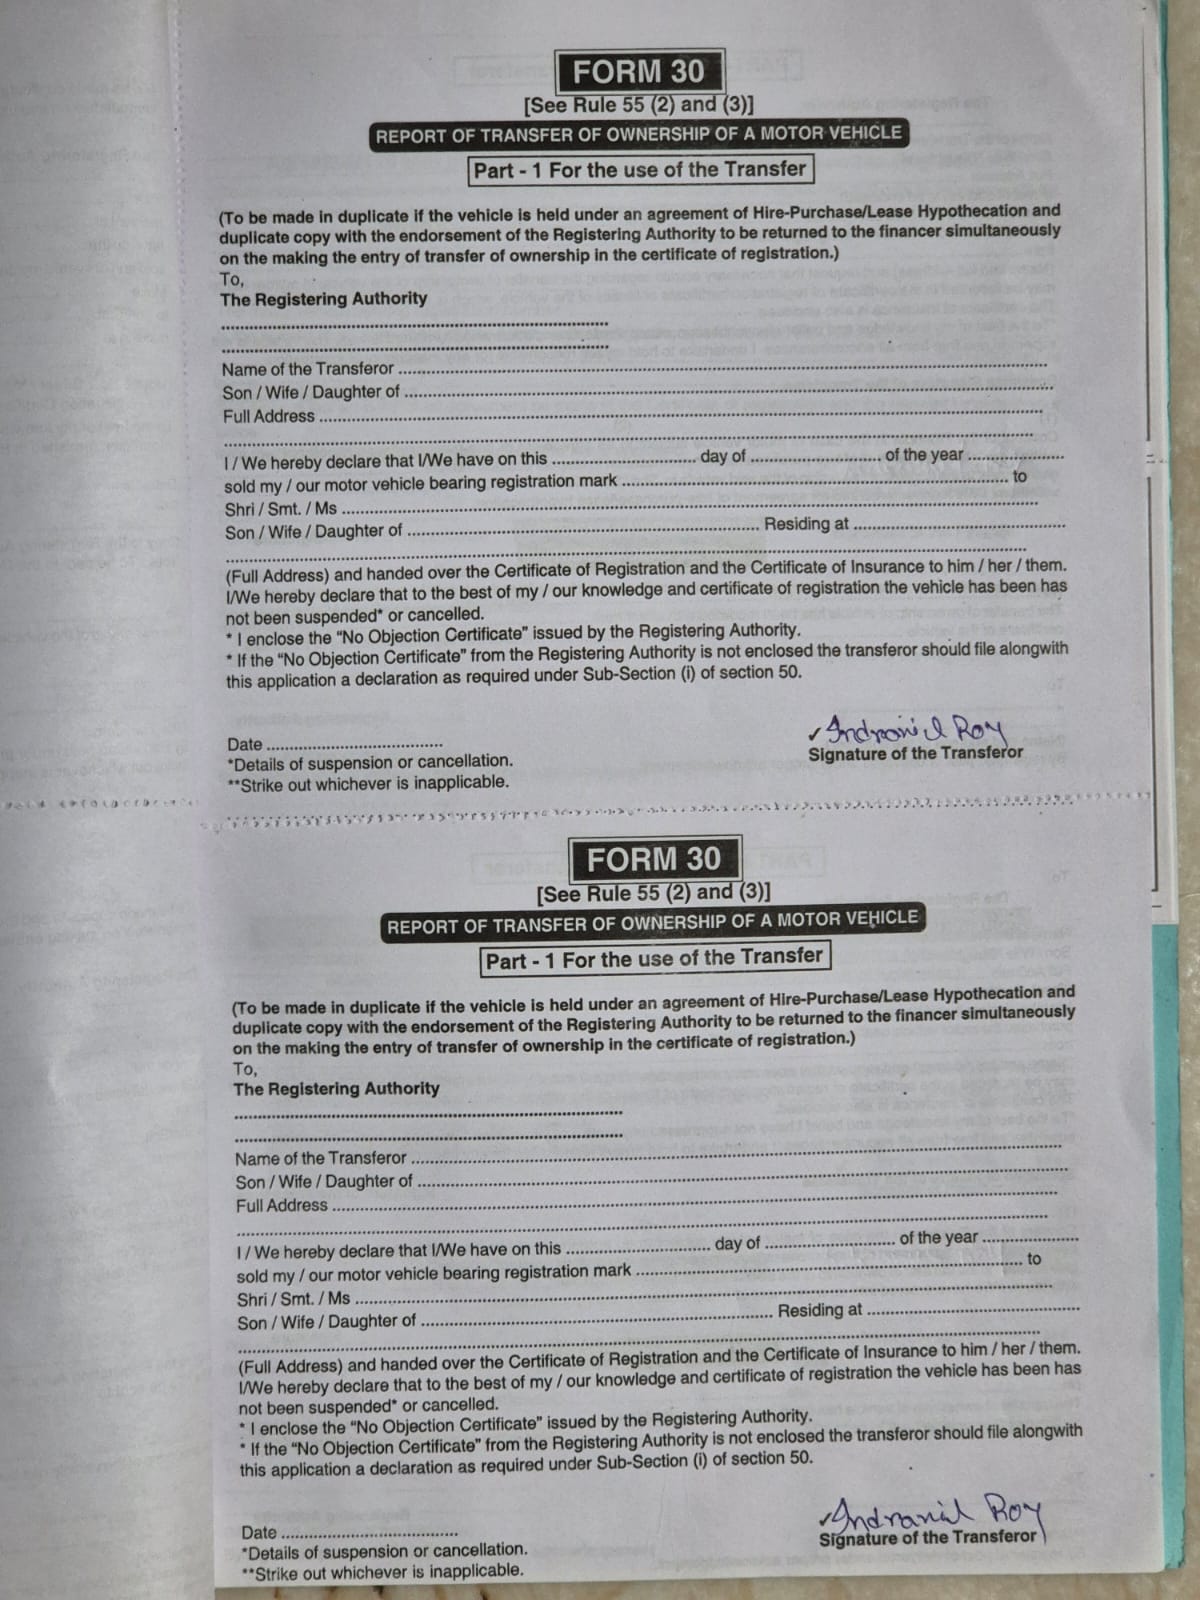 FORM 30
[See Rule 55 (2) and (3)]
REPORT OF TRANSFER OF OWNERSHIP OF A MOTOR VEHICLE
Part - 1 For the use of the Transfer
(To be made in duplicate if the vehicle is held under an agreement of Hire-Purchase/Lease Hypothecation and
duplicate copy with the endorsement of the Registering Authority to be returned to the financer simultaneously
on the making the entry of transfer of ownership in the certificate of registration.)
To,
The Registering Authority
Name of the Transferor
Son / Wife / Daughter of
Full Address
I / We hereby declare that I/We have on this day of of the year
sold my / our motor vehicle bearing registration mark to
Shri / Smt. / Ms
Son / Wife / Daughter of Residing at
(Full Address) and handed over the Certificate of Registration and the Certificate of Insurance to him / her / them.
I/We hereby declare that to the best of my / our knowledge and certificate of registration the vehicle has been has
not been suspended* or cancelled.
* I enclose the “No Objection Certificate” issued by the Registering Authority.
* If the “No Objection Certificate” from the Registering Authority is not enclosed the transferor should file alongwith
this application a declaration as required under Sub-Section (i) of section 50.
✓ Indranil Roy
Date
Signature of the Transferor
*Details of suspension or cancellation.
**Strike out whichever is inapplicable.
FORM 30
[See Rule 55 (2) and (3)]
REPORT OF TRANSFER OF OWNERSHIP OF A MOTOR VEHICLE
Part - 1 For the use of the Transfer
(To be made in duplicate if the vehicle is held under an agreement of Hire-Purchase/Lease Hypothecation and
duplicate copy with the endorsement of the Registering Authority to be returned to the financer simultaneously
on the making the entry of transfer of ownership in the certificate of registration.)
To,
The Registering Authority
Name of the Transferor
Son / Wife / Daughter of
Full Address
I / We hereby declare that I/We have on this day of of the year
sold my / our motor vehicle bearing registration mark to
Shri / Smt. / Ms
Son / Wife / Daughter of Residing at
(Full Address) and handed over the Certificate of Registration and the Certificate of Insurance to him / her / them.
I/We hereby declare that to the best of my / our knowledge and certificate of registration the vehicle has been has
not been suspended* or cancelled.
* I enclose the “No Objection Certificate” issued by the Registering Authority.
* If the “No Objection Certificate” from the Registering Authority is not enclosed the transferor should file alongwith
this application a declaration as required under Sub-Section (i) of section 50.
✓ Indranil Roy
Date
Signature of the Transferor
*Details of suspension or cancellation.
**Strike out whichever is inapplicable.